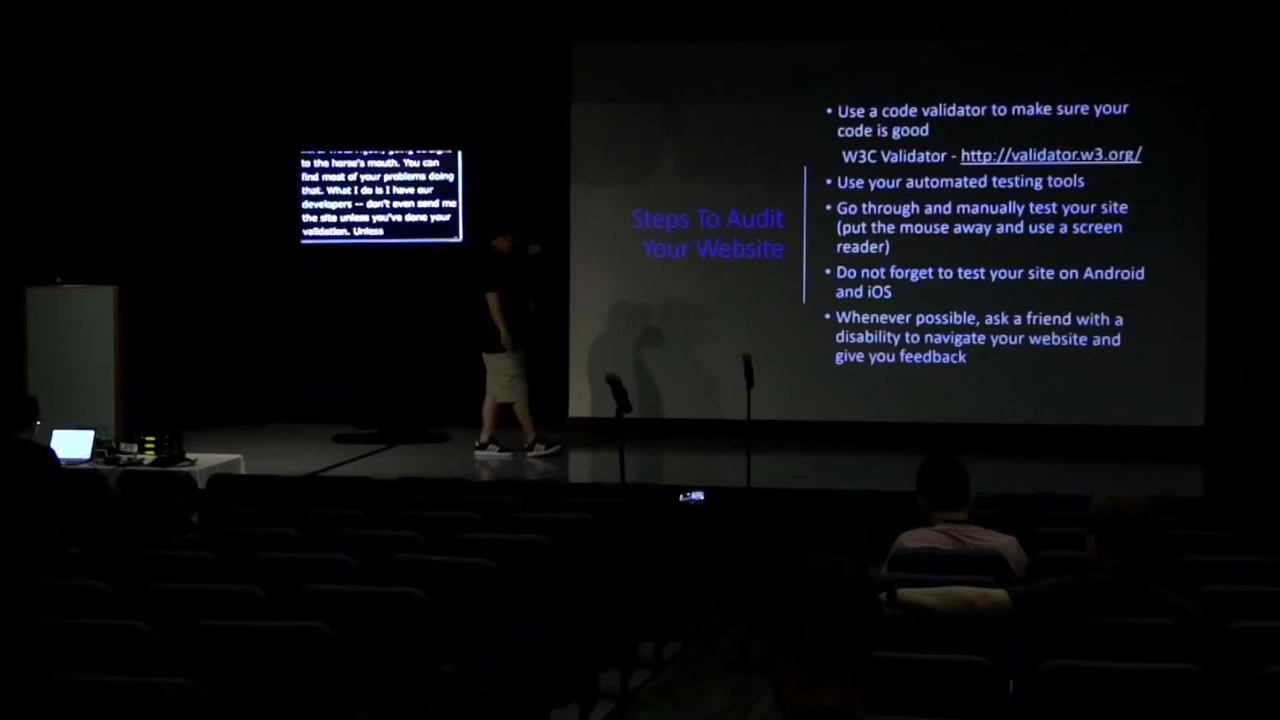 to the horse's mouth. You can
find most of your problems doing
that. What I do is I have our
developers -- don't even send me
the site unless you've done your
validation. Unless
Steps To Audit
Your Website
• Use a code validator to make sure your
code is good
W3C Validator - http://validator.w3.org/
• Use your automated testing tools
• Go through and manually test your site
(put the mouse away and use a screen
reader)
• Do not forget to test your site on Android
and iOS
• Whenever possible, ask a friend with a
disability to navigate your website and
give you feedback